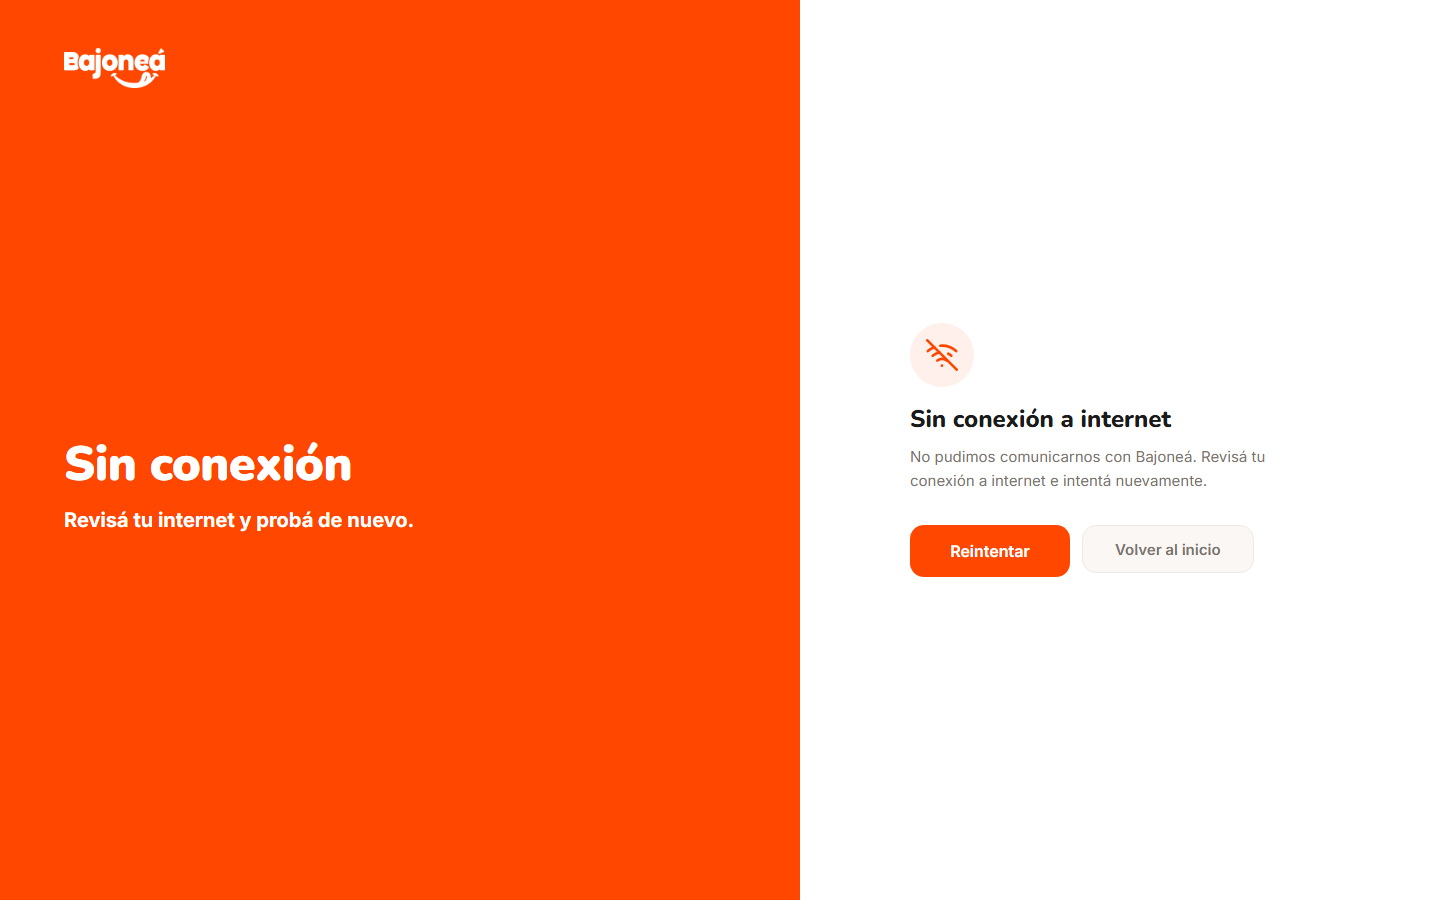 Bajoneá
Sin conexión
Revisá tu internet y probá de nuevo.
Sin conexión a internet
No pudimos comunicarnos con Bajoneá. Revisá tu
conexión a internet e intentá nuevamente.
Reintentar
Volver al inicio